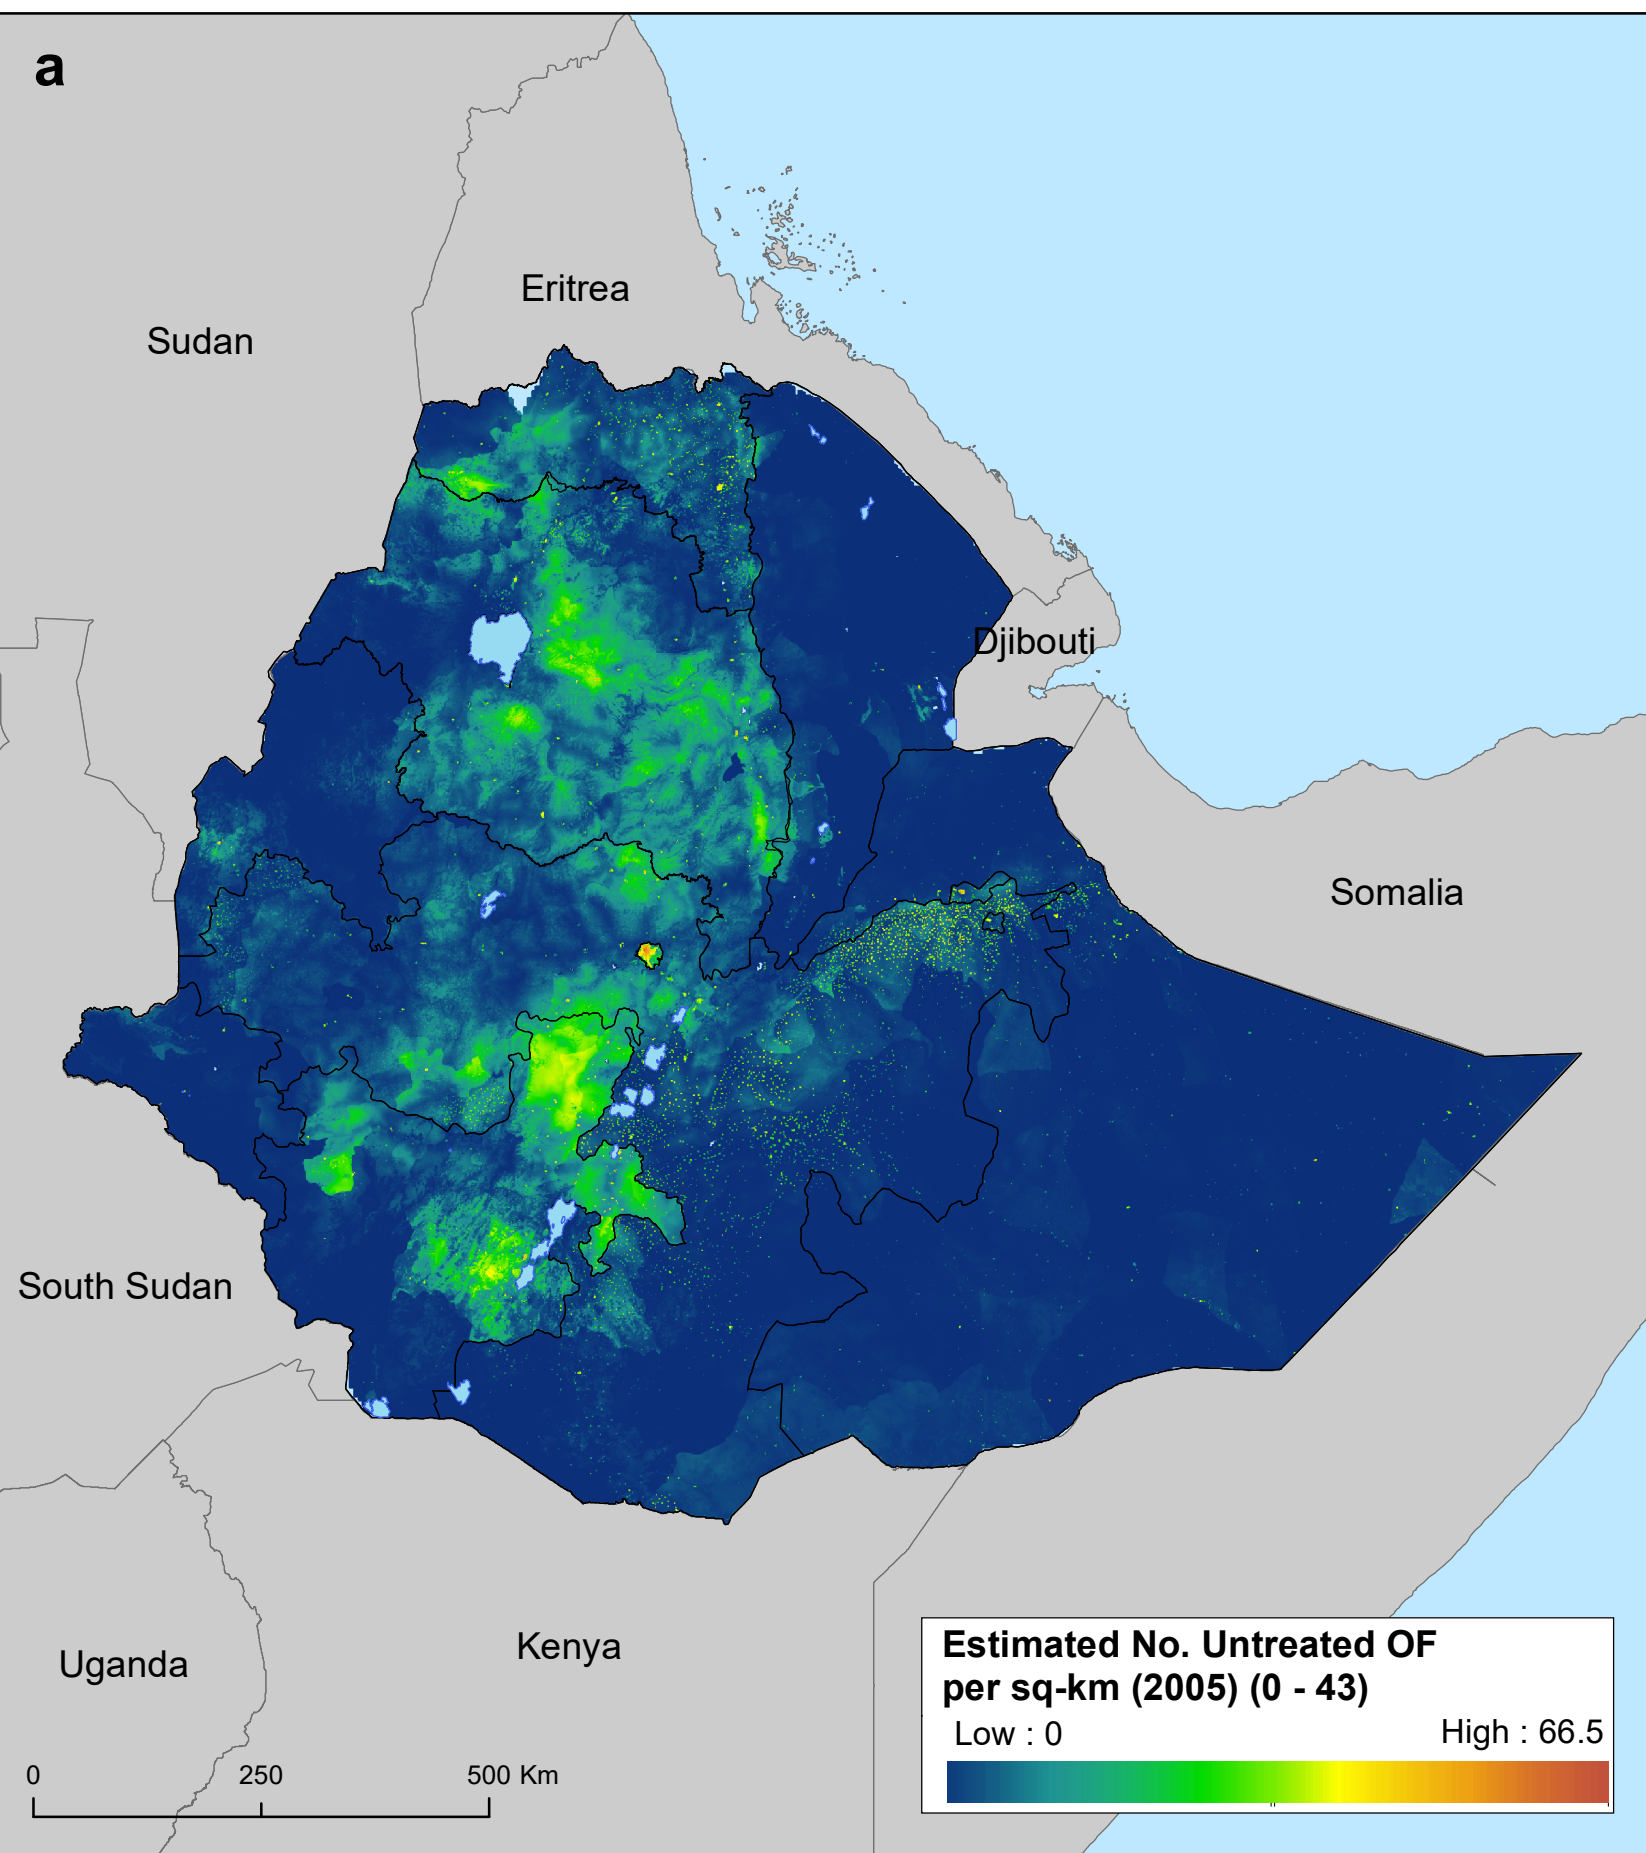 a
Eritrea
Sudan
Djibouti
Somalia
South Sudan
Kenya
Uganda
Estimated No. Untreated OF
per sq-km (2005) (0 - 43)
Low : 0 High : 66.5
0 250 500 Km